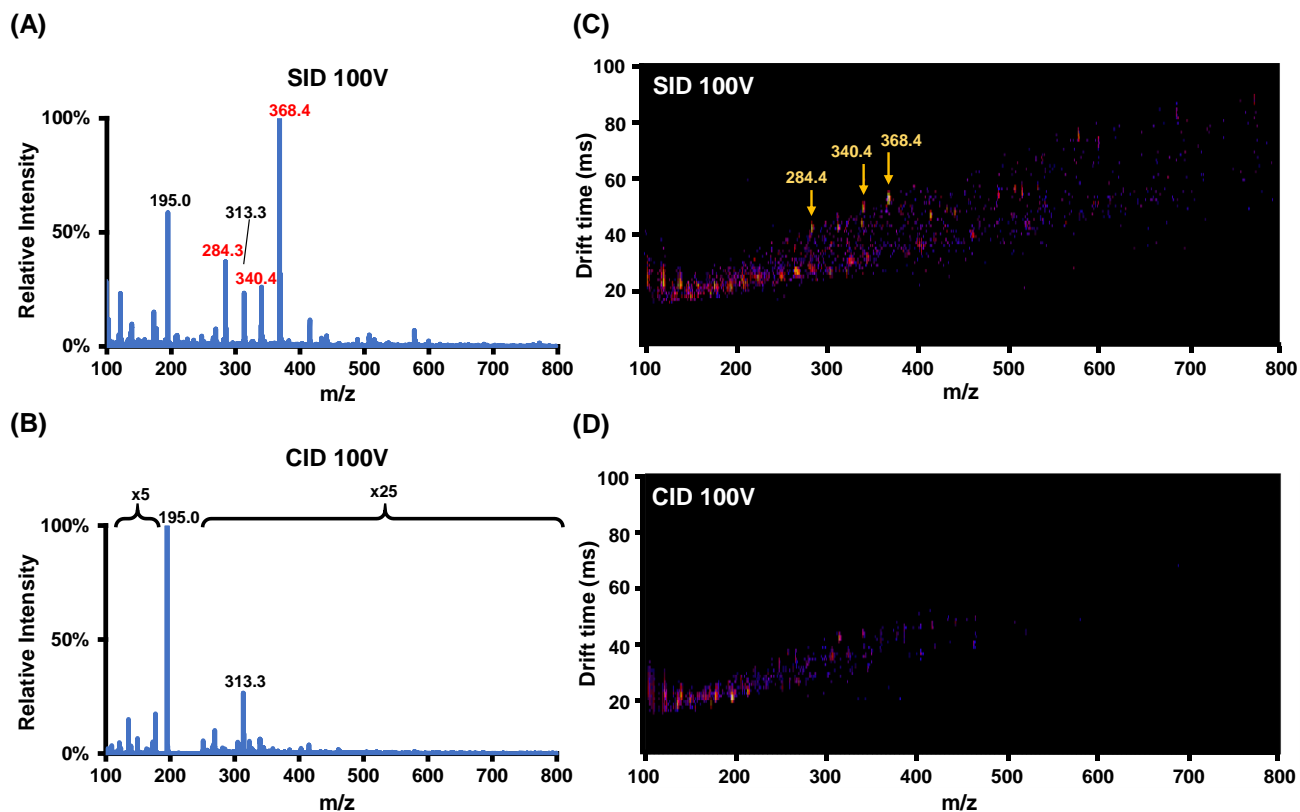 (A)
SID 100V
Relative Intensity
100%
50%
0%
368.4
195.0
313.3
284.3
340.4
100 200 300 400 500 600 700 800
m/z
(B)
CID 100V
Relative Intensity
x5
x25
100%
50%
0%
195.0
313.3
100 200 300 400 500 600 700 800
m/z
(C)
SID 100V
Drift time (ms)
100
80
60
40
20
368.4
340.4
284.4
100 200 300 400 500 600 700 800
m/z
(D)
CID 100V
Drift time (ms)
100
80
60
40
20
100 200 300 400 500 600 700 800
m/z